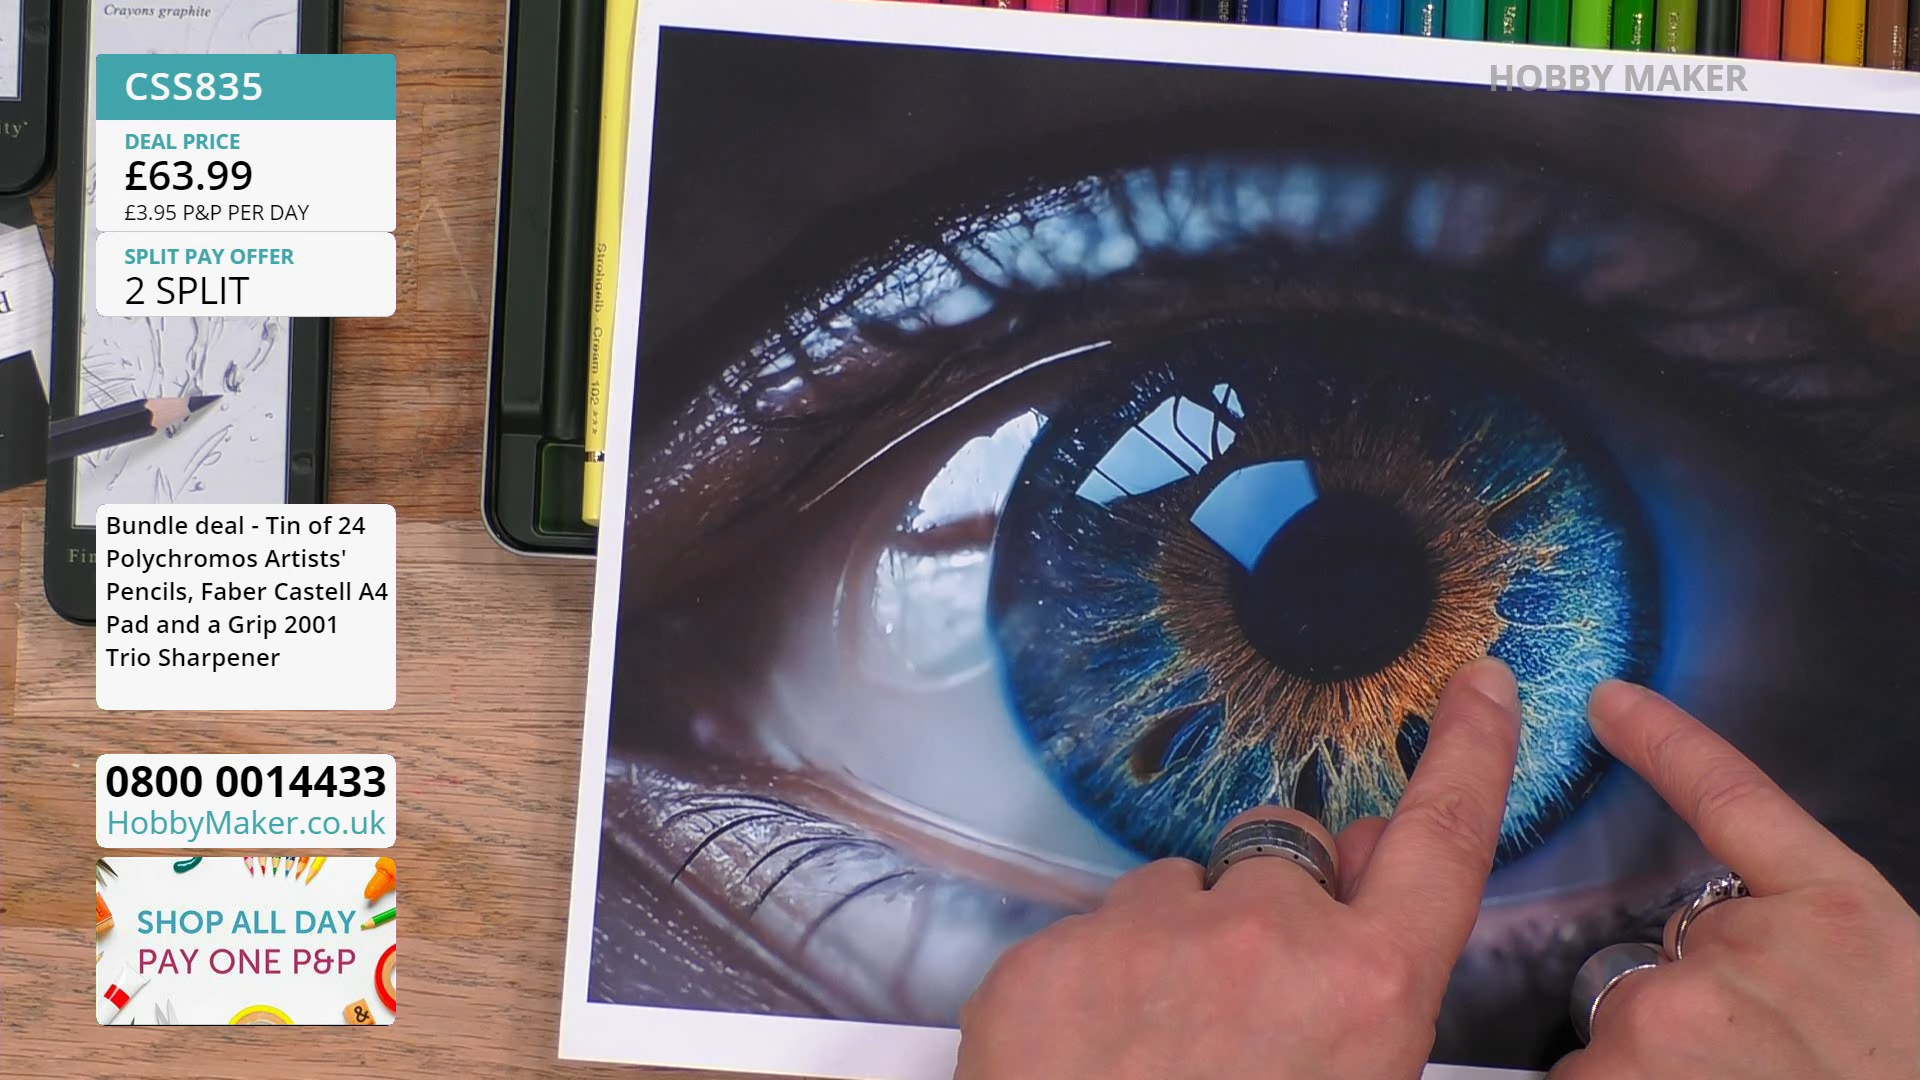 Crayons graphite
CSS835
DEAL PRICE
£63.99
£3.95 P&P PER DAY
SPLIT PAY OFFER
2 SPLIT
HOBBY MAKER
Bundle deal - Tin of 24
Polychromos Artists'
Pencils, Faber Castell A4
Pad and a Grip 2001
Trio Sharpener
0800 0014433
HobbyMaker.co.uk
SHOP ALL DAY
PAY ONE P&P
&